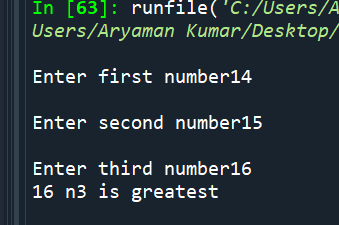 In [63]: runfile('C:/Users/A
Users/Aryaman Kumar/Desktop/
Enter first number14
Enter second number15
Enter third number16
16 n3 is greatest